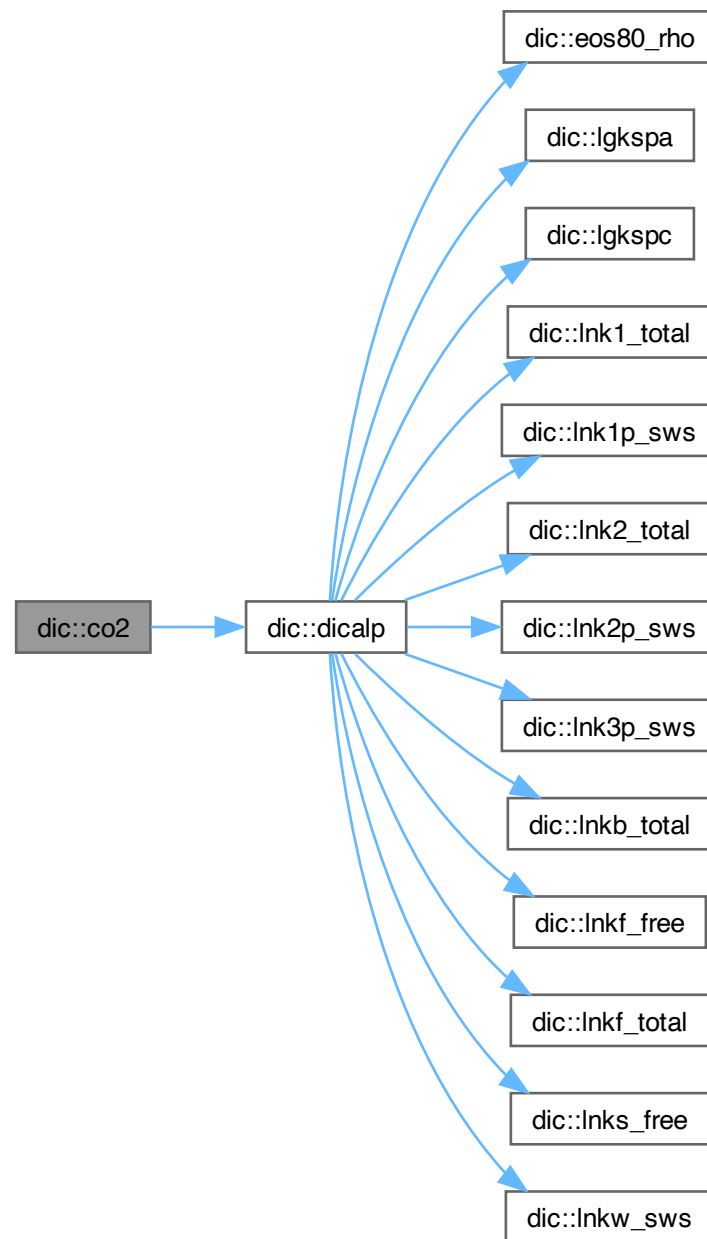 dic::eos80_rho
dic::lgkspa
dic::lgkspc
dic::lnk1_total
dic::lnk1p_sws
dic::lnk2_total
dic::co2
dic::dicalp
dic::lnk2p_sws
dic::lnk3p_sws
dic::lnkb_total
dic::lnkf_free
dic::lnkf_total
dic::lnks_free
dic::lnkw_sws